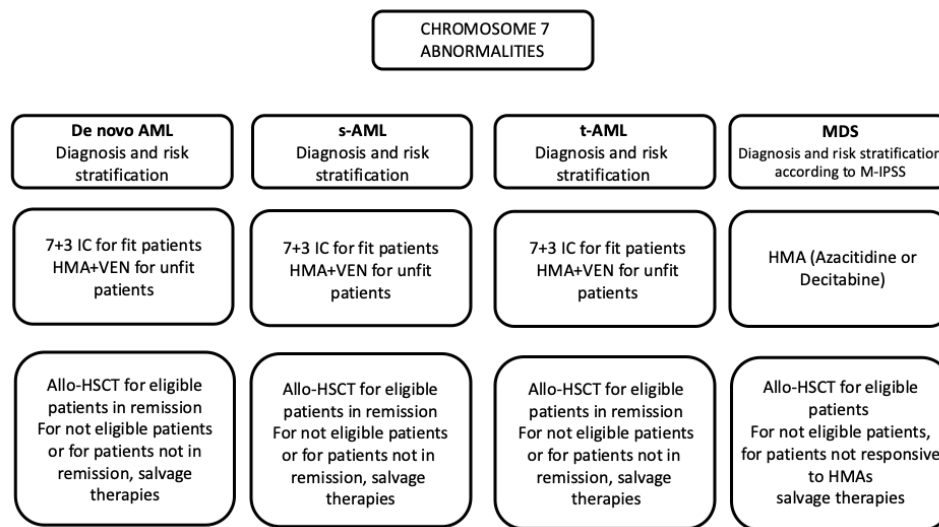 CHROMOSOME 7
ABNORMALITIES
De novo AML
Diagnosis and risk
stratification
s-AML
Diagnosis and risk
stratification
t-AML
Diagnosis and risk
stratification
MDS
Diagnosis and risk stratification
according to M-IPSS
7+3 IC for fit patients
HMA+VEN for unfit
patients
7+3 IC for fit patients
HMA+VEN for unfit
patients
7+3 IC for fit patients
HMA+VEN for unfit
patients
HMA (Azacitidine or
Decitabine)
Allo-HSCT for eligible
patients in remission
For not eligible patients
or for patients not in
remission, salvage
therapies
Allo-HSCT for eligible
patients in remission
For not eligible patients
or for patients not in
remission, salvage
therapies
Allo-HSCT for eligible
patients in remission
For not eligible patients
or for patients not in
remission, salvage
therapies
Allo-HSCT for eligible
patients
For not eligible patients,
for patients not responsive
to HMAs
salvage therapies